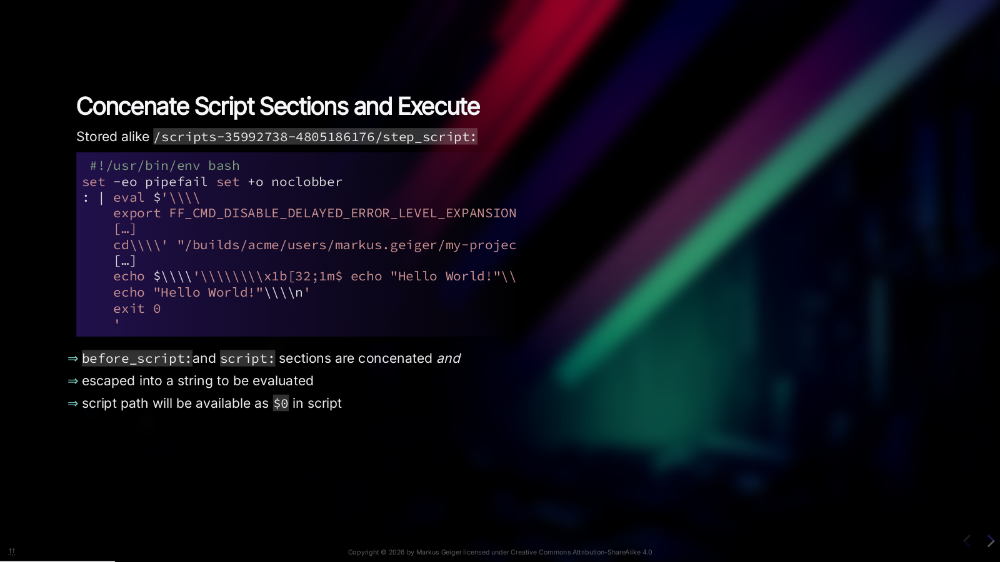 Concenate Script Sections and Execute
Stored alike /scripts-35992738-4805186176/step_script:
#!/usr/bin/env bash
set -eo pipefail set +o noclobber
: | eval $'\\\\
export FF_CMD_DISABLE_DELAYED_ERROR_LEVEL_EXPANSION
[…]
cd\\\\' "/builds/acme/users/markus.geiger/my-projec
[…]
echo $\\\\'\\\\\\\\x1b[32;1m$ echo "Hello World!"\\
echo "Hello World!"\\\\n'
exit 0
'
⇒ before_script:and script: sections are concenated and
⇒ escaped into a string to be evaluated
⇒ script path will be available as $0 in script
11
Copyright © 2026 by Markus Geiger licensed under Creative Commons Attribution-ShareAlike 4.0